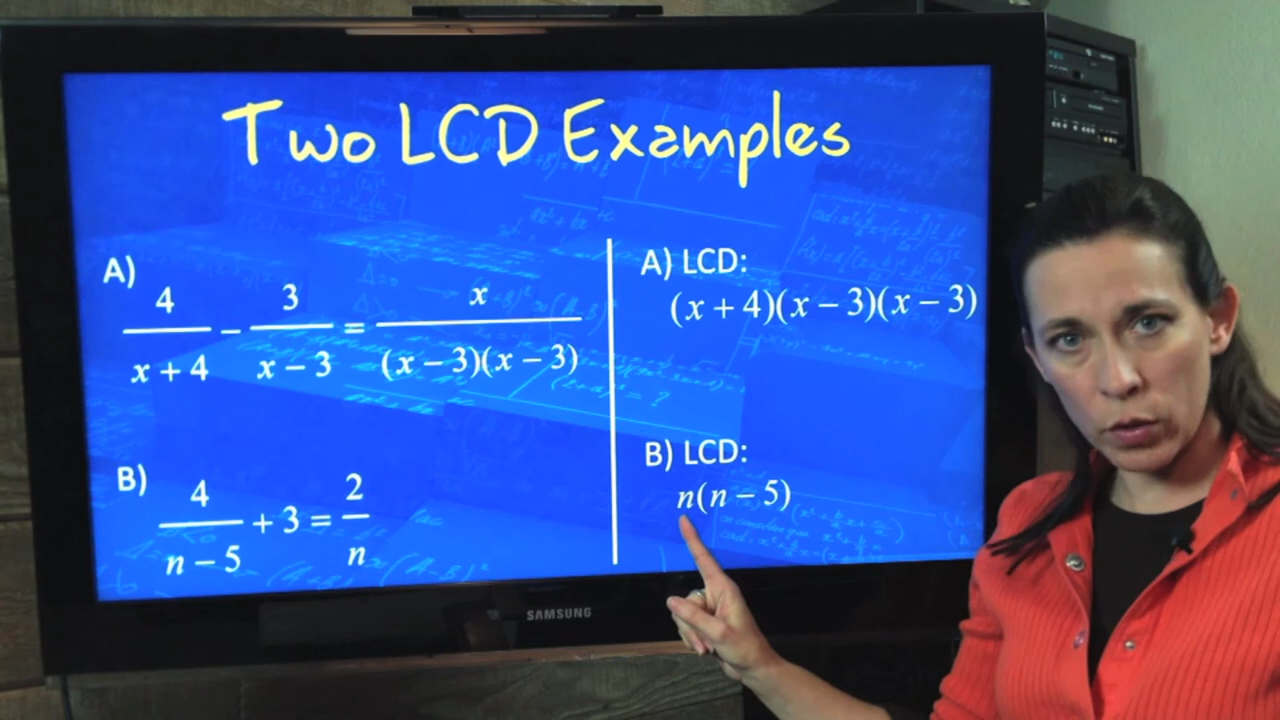 Two LCD Examples
A)
4/(x + 4) − 3/(x − 3) = x/((x − 3)(x − 3))
A) LCD:
(x + 4)(x − 3)(x − 3)
B)
4/(n − 5) + 3 = 2/n
B) LCD:
n(n − 5)
SAMSUNG